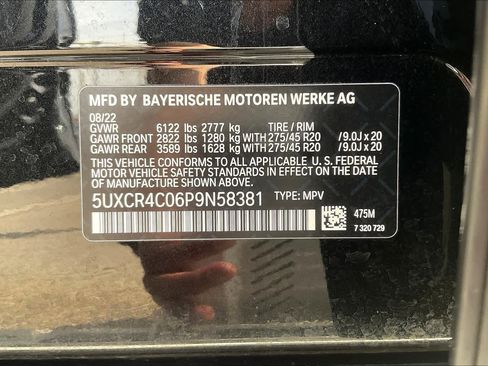 MFD BY BAYERISCHE MOTOREN WERKE AG
08/22
GVWR 6122 lbs 2777 kg TIRE / RIM
GAWR FRONT 2822 lbs 1280 kg WITH 275/45 R20 / 9.0J x 20
GAWR REAR 3589 lbs 1628 kg WITH 275/45 R20 / 9.0J x 20
THIS VEHICLE CONFORMS TO ALL APPLICABLE U. S. FEDERAL
MOTOR VEHICLE SAFETY STANDARDS IN EFFECT ON THE
DATE OF MANUFACTURE SHOWN ABOVE.
5UXCR4C06P9N58381 TYPE: MPV
475M
7 320 729